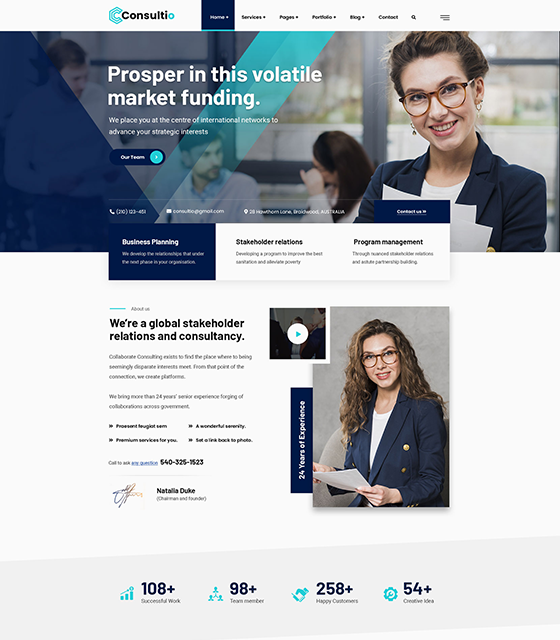 Consultio
Home Services Pages Portfolio Blog Contact
Prosper in this volatile
market funding.
We place you at the centre of international networks to
advance your strategic interests
Our Team
(210) 123-451 consultio@gmail.com 28 Hawthorn Lane, Braidwood, AUSTRALIA Contact us
Business Planning
We develop the relationships that under
the next phase in your organisation.
Stakeholder relations
Developing a program to improve the best
sanitation and alleviate poverty
Program management
Through nuanced stakeholder relations
and astute partnership building.
About us
We're a global stakeholder
relations and consultancy.
Collaborate Consulting exists to find the place where to being
seemingly disparate interests meet. From that point of the
connection, we create platforms.
We bring more than 24 years' senior experience forging of
collaborations across government.
Praesent feugiat sem A wonderful serenity.
Premium services for you. Set a link back to photo.
Call to ask any question 540-325-1523
Natalia Duke
(Chairman and founder)
24 Years of Experience
108+
Successful Work
98+
Team member
258+
Happy Customers
54+
Creative Idea